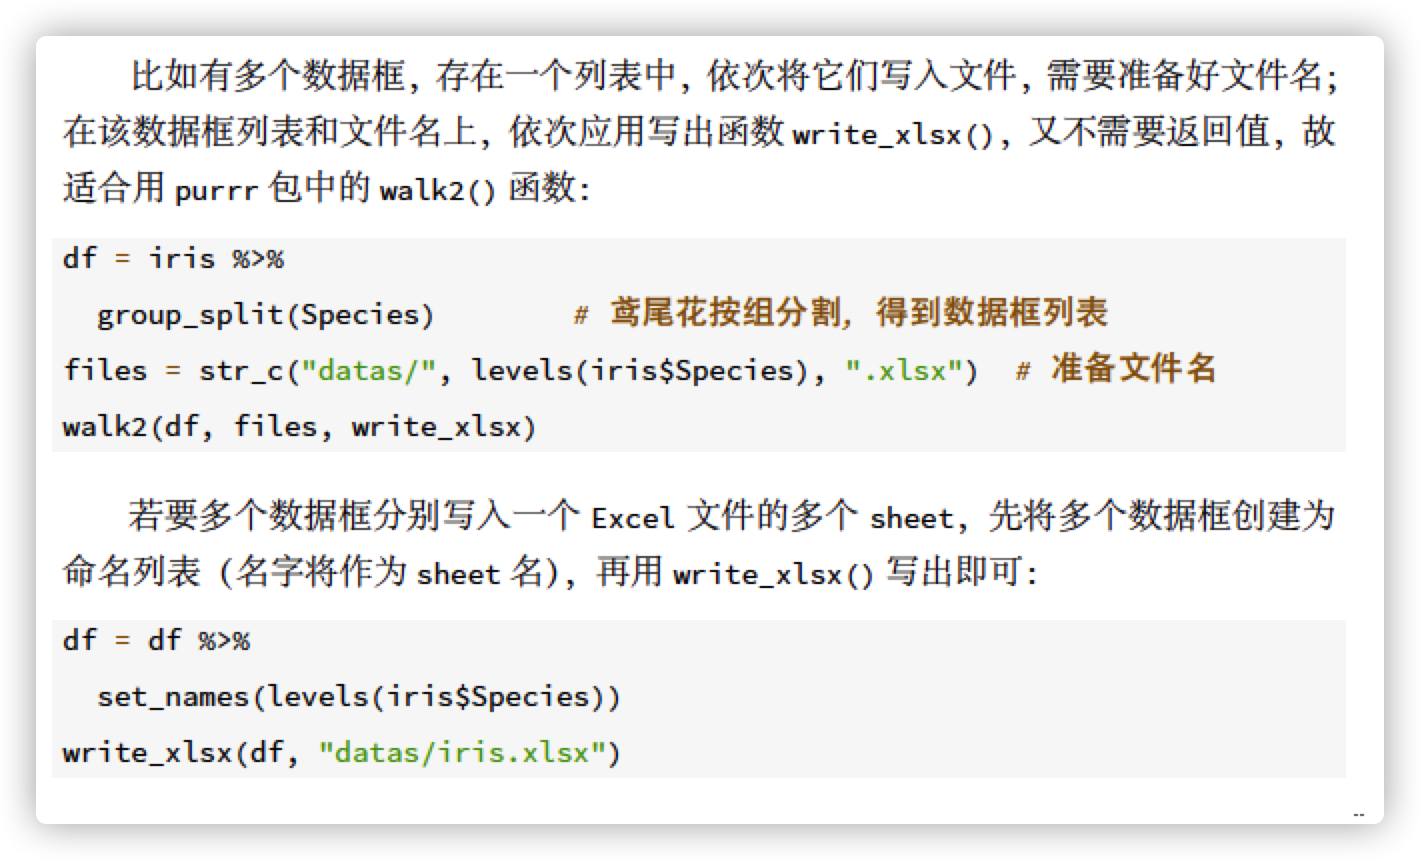 比如有多个数据框，存在一个列表中，依次将它们写入文件，需要准备好文件名；
在该数据框列表和文件名上，依次应用写出函数 write_xlsx()，又不需要返回值，故
适合用 purrr 包中的 walk2() 函数：
df = iris %>%
  group_split(Species)        # 鸢尾花按组分割, 得到数据框列表
files = str_c("datas/", levels(iris$Species), ".xlsx")  # 准备文件名
walk2(df, files, write_xlsx)
若要多个数据框分别写入一个 Excel 文件的多个 sheet，先将多个数据框创建为
命名列表（名字将作为 sheet 名），再用 write_xlsx() 写出即可：
df = df %>%
  set_names(levels(iris$Species))
write_xlsx(df, "datas/iris.xlsx")
--